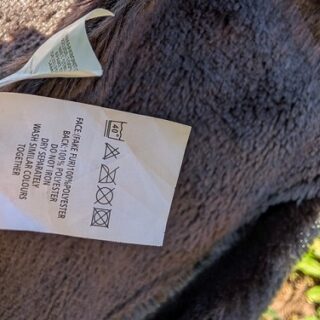 40°
FACE:(FAKE FUR)100%POLYESTER
BACK:100% POLYESTER
DO NOT IRON
DRY SEPARATELY
WASH SIMILAR COLOURS
TOGETHER